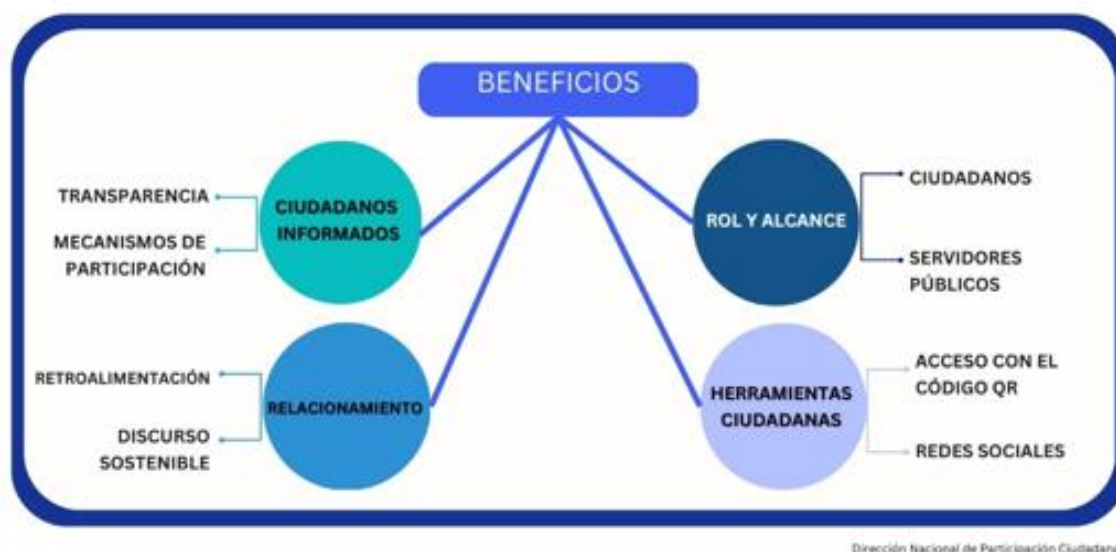 BENEFICIOS
TRANSPARENCIA
MECANISMOS DE
PARTICIPACIÓN
CIUDADANOS
INFORMADOS
ROL Y ALCANCE
CIUDADANOS
SERVIDORES
PÚBLICOS
RETROALIMENTACIÓN
DISCURSO
SOSTENIBLE
RELACIONAMIENTO
HERRAMIENTAS
CIUDADANAS
ACCESO CON EL
CÓDIGO QR
REDES SOCIALES
Dirección Nacional de Participación Ciudadana